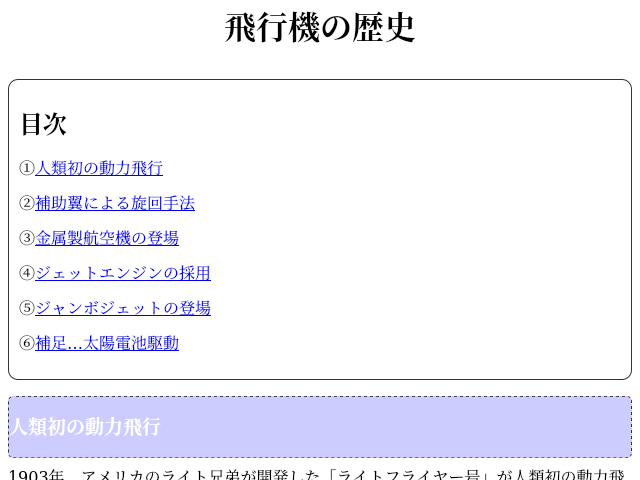 飛行機の歴史
目次
①人類初の動力飛行
②補助翼による旋回手法
③金属製航空機の登場
④ジェットエンジンの採用
⑤ジャンボジェットの登場
⑥補足…太陽電池駆動
人類初の動力飛行
1903年、アメリカのライト兄弟が開発した「ライトフライヤー号」が人類初の動力飛